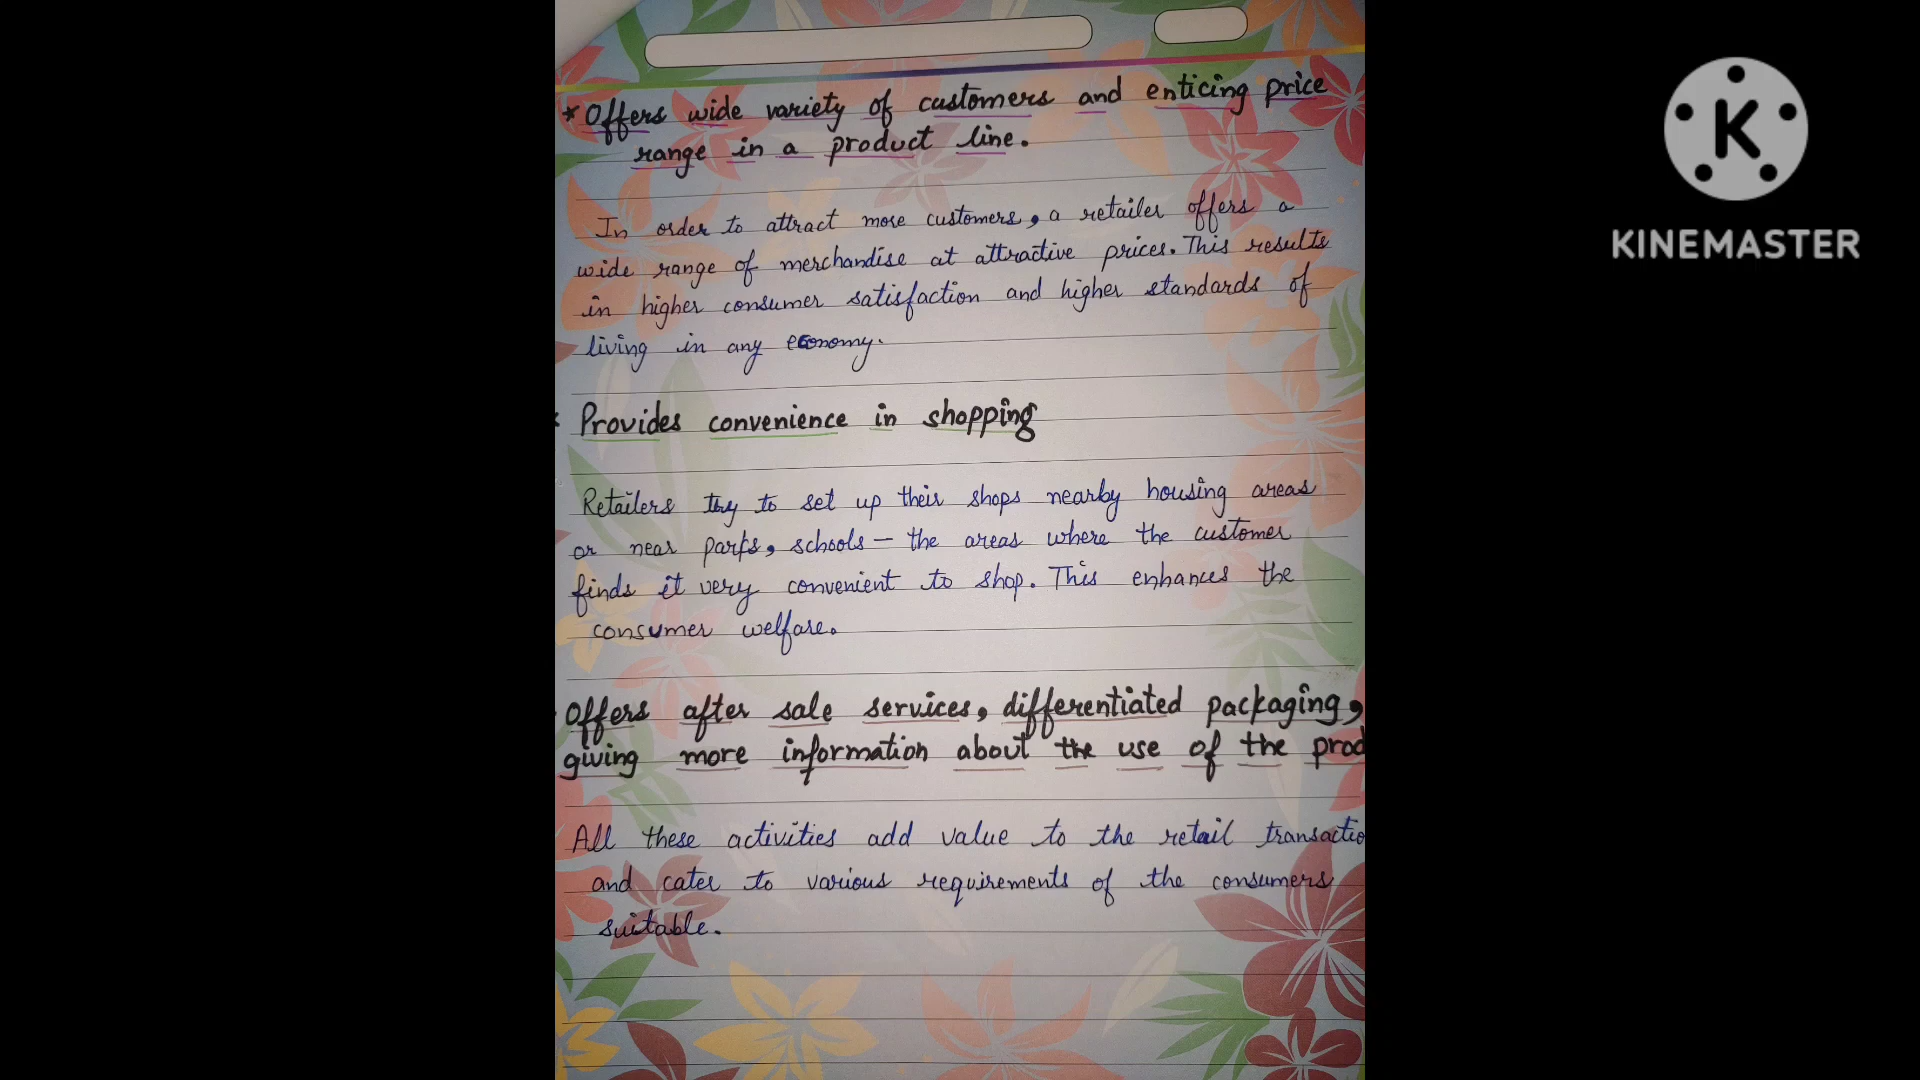 * Offers wide variety of customers and enticing price
range in a product line.
In order to attract more customers, a retailer offers a
wide range of merchandise at attractive prices. This results
in higher consumer satisfaction and higher standards of
living in any economy.
Provides convenience in shopping
Retailers try to set up their shops nearby housing areas
or near parks, schools — the areas where the customer
finds it very convenient to shop. This enhances the
consumer welfare.
Offers after sale services, differentiated packaging,
giving more information about the use of the prod
All these activities add value to the retail transactio
and cater to various requirements of the consumers
suitable.
K
KINEMASTER